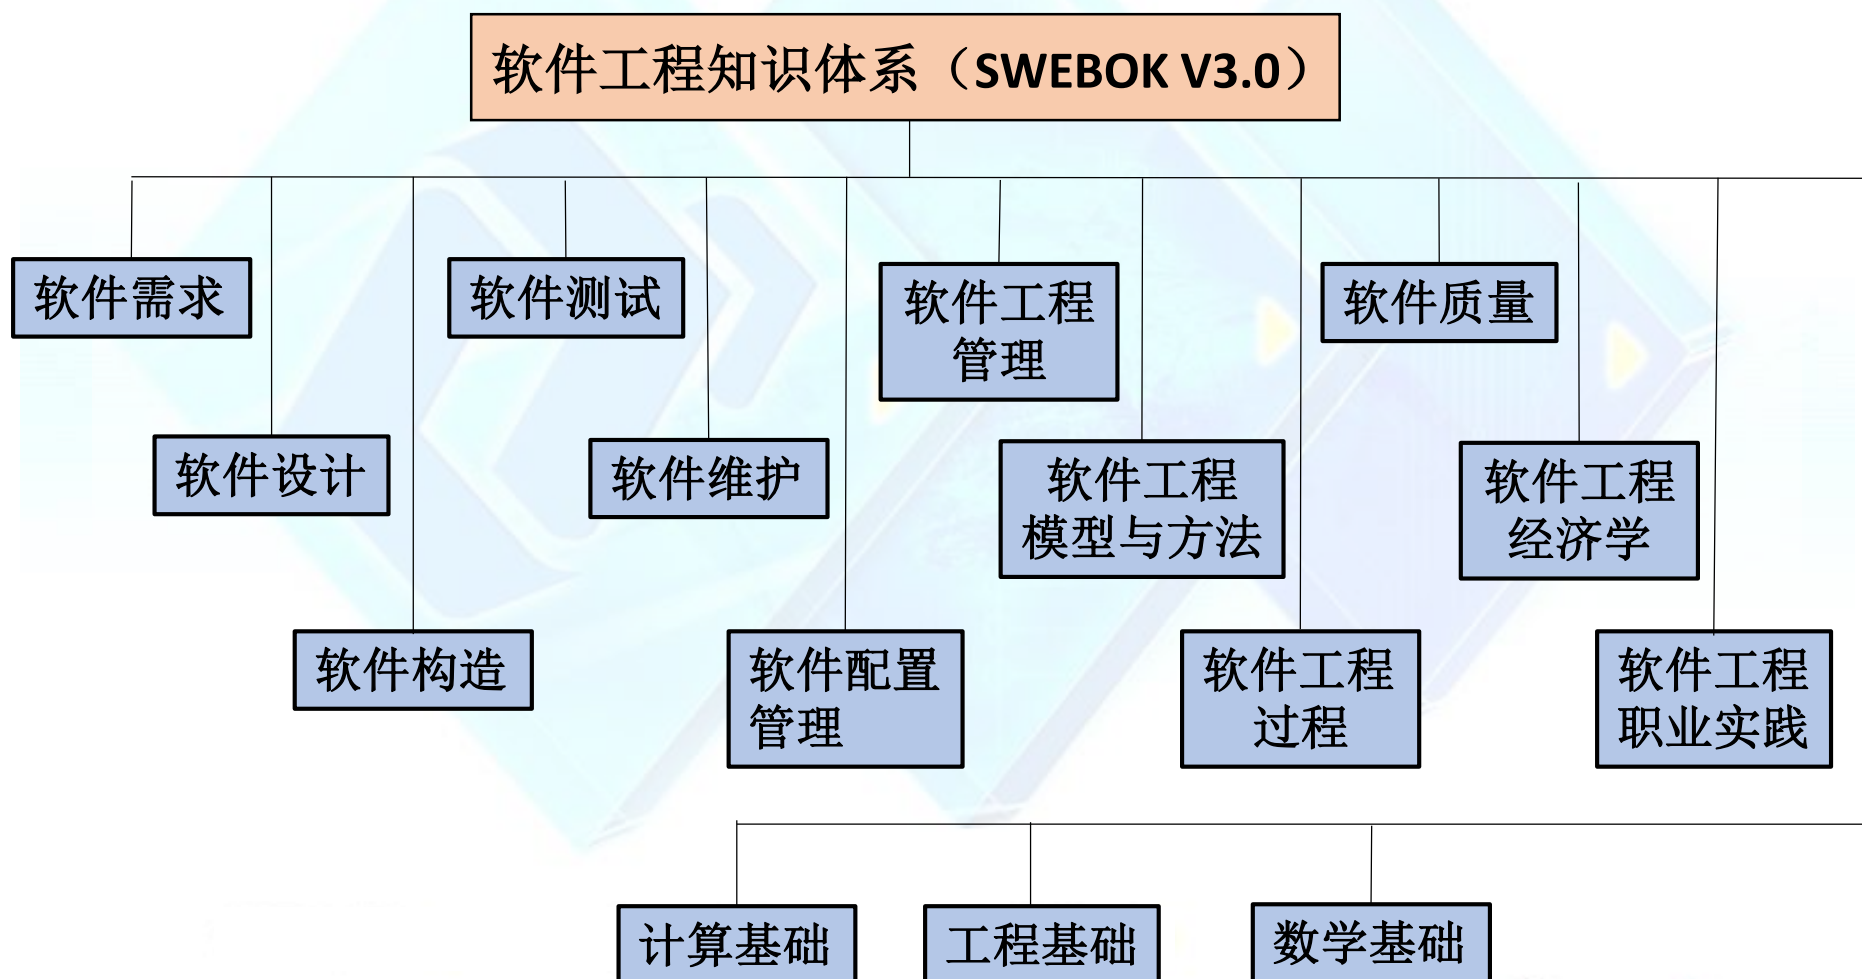 软件工程知识体系（SWEBOK V3.0）
软件需求
软件测试
软件工程
管理
软件质量
软件设计
软件维护
软件工程
模型与方法
软件工程
经济学
软件构造
软件配置
管理
软件工程
过程
软件工程
职业实践
计算基础
工程基础
数学基础